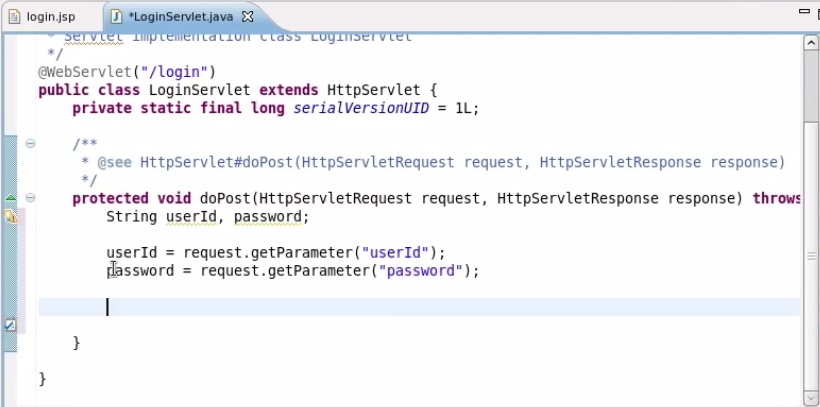 login.jsp
*LoginServlet.java
* Servlet implementation class LoginServlet
*/
@WebServlet("/login")
public class LoginServlet extends HttpServlet {
private static final long serialVersionUID = 1L;
/**
* @see HttpServlet#doPost(HttpServletRequest request, HttpServletResponse response)
*/
protected void doPost(HttpServletRequest request, HttpServletResponse response) throws
String userId, password;
userId = request.getParameter("userId");
password = request.getParameter("password");
}
}